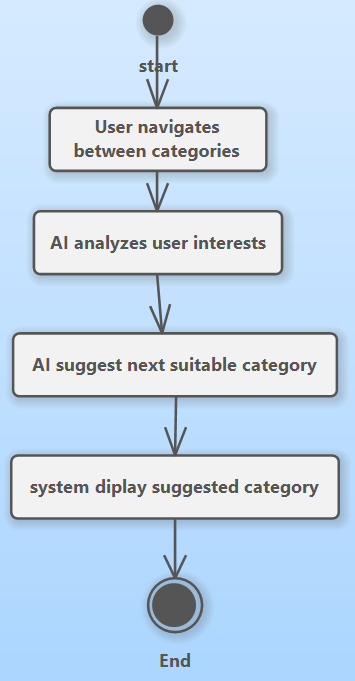 start
User navigates
between categories
AI analyzes user interests
AI suggest next suitable category
system diplay suggested category
End